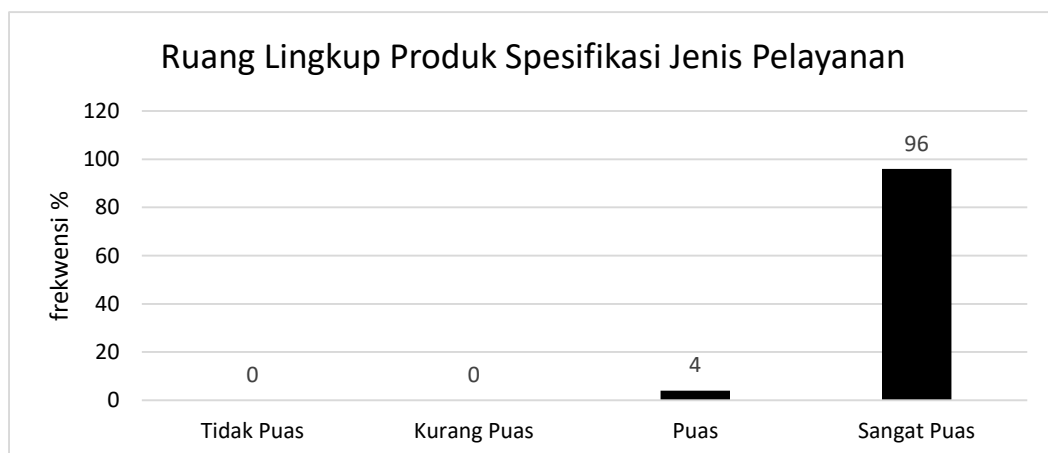 Ruang Lingkup Produk Spesifikasi Jenis Pelayanan
120
100
80
60
40
20
0
frekwensi %
0
0
4
96
Tidak Puas
Kurang Puas
Puas
Sangat Puas